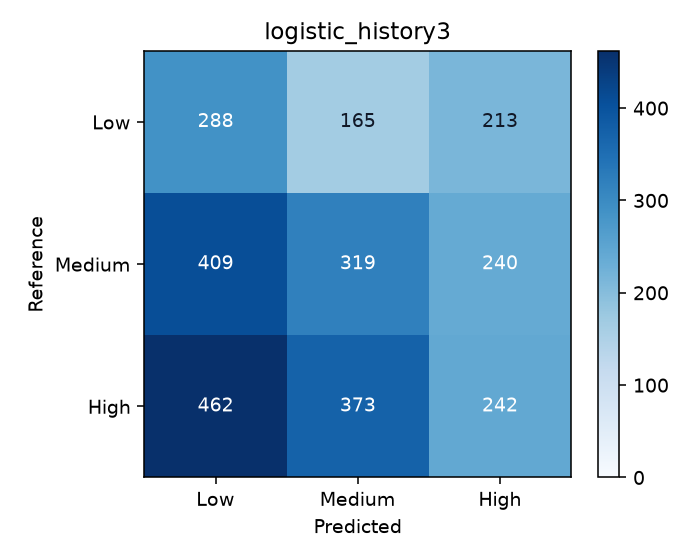 logistic_history3
Low 288 165 213
Medium 409 319 240
High 462 373 242
Low Medium High
Predicted
Reference
400
300
200
100
0